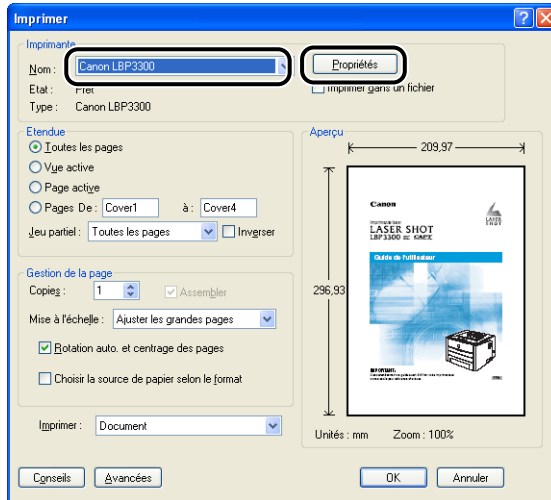 Imprimer
Imprimante
Nom : Canon LBP3300 Propriétés
Etat : Prêt Imprimer dans un fichier
Type : Canon LBP3300
Etendue
Toutes les pages
Vue active
Page active
Pages De : Cover1 à : Cover4
Jeu partiel : Toutes les pages Inverser
Gestion de la page
Copies : 1 Assembler
Mise à l'échelle : Ajuster les grandes pages
Rotation auto. et centrage des pages
Choisir la source de papier selon le format
Imprimer : Document
Aperçu
209,97
296,93
Canon
LASER SHOT
LASER SHOT
LBP3300
Guide de l'utilisateur
IMPORTANT:
Unités : mm Zoom : 100%
Conseils Avancées OK Annuler